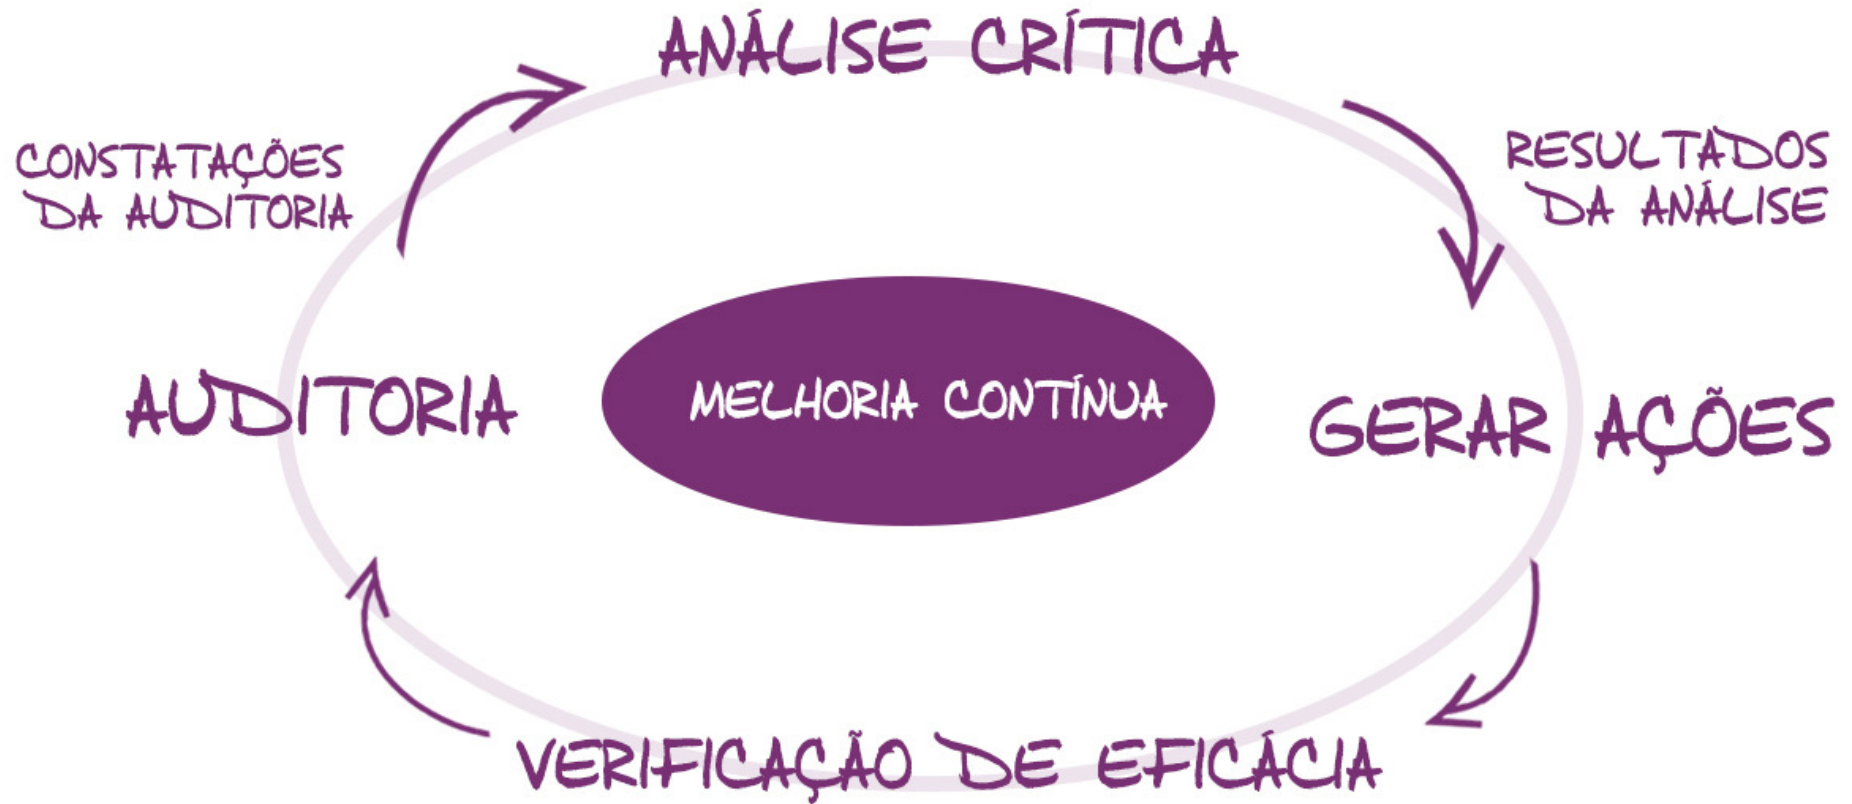 ANÁLISE CRÍTICA
CONSTATAÇÕES
DA AUDITORIA
RESULTADOS
DA ANÁLISE
AUDITORIA
MELHORIA CONTÍNUA
GERAR AÇÕES
VERIFICAÇÃO DE EFICÁCIA